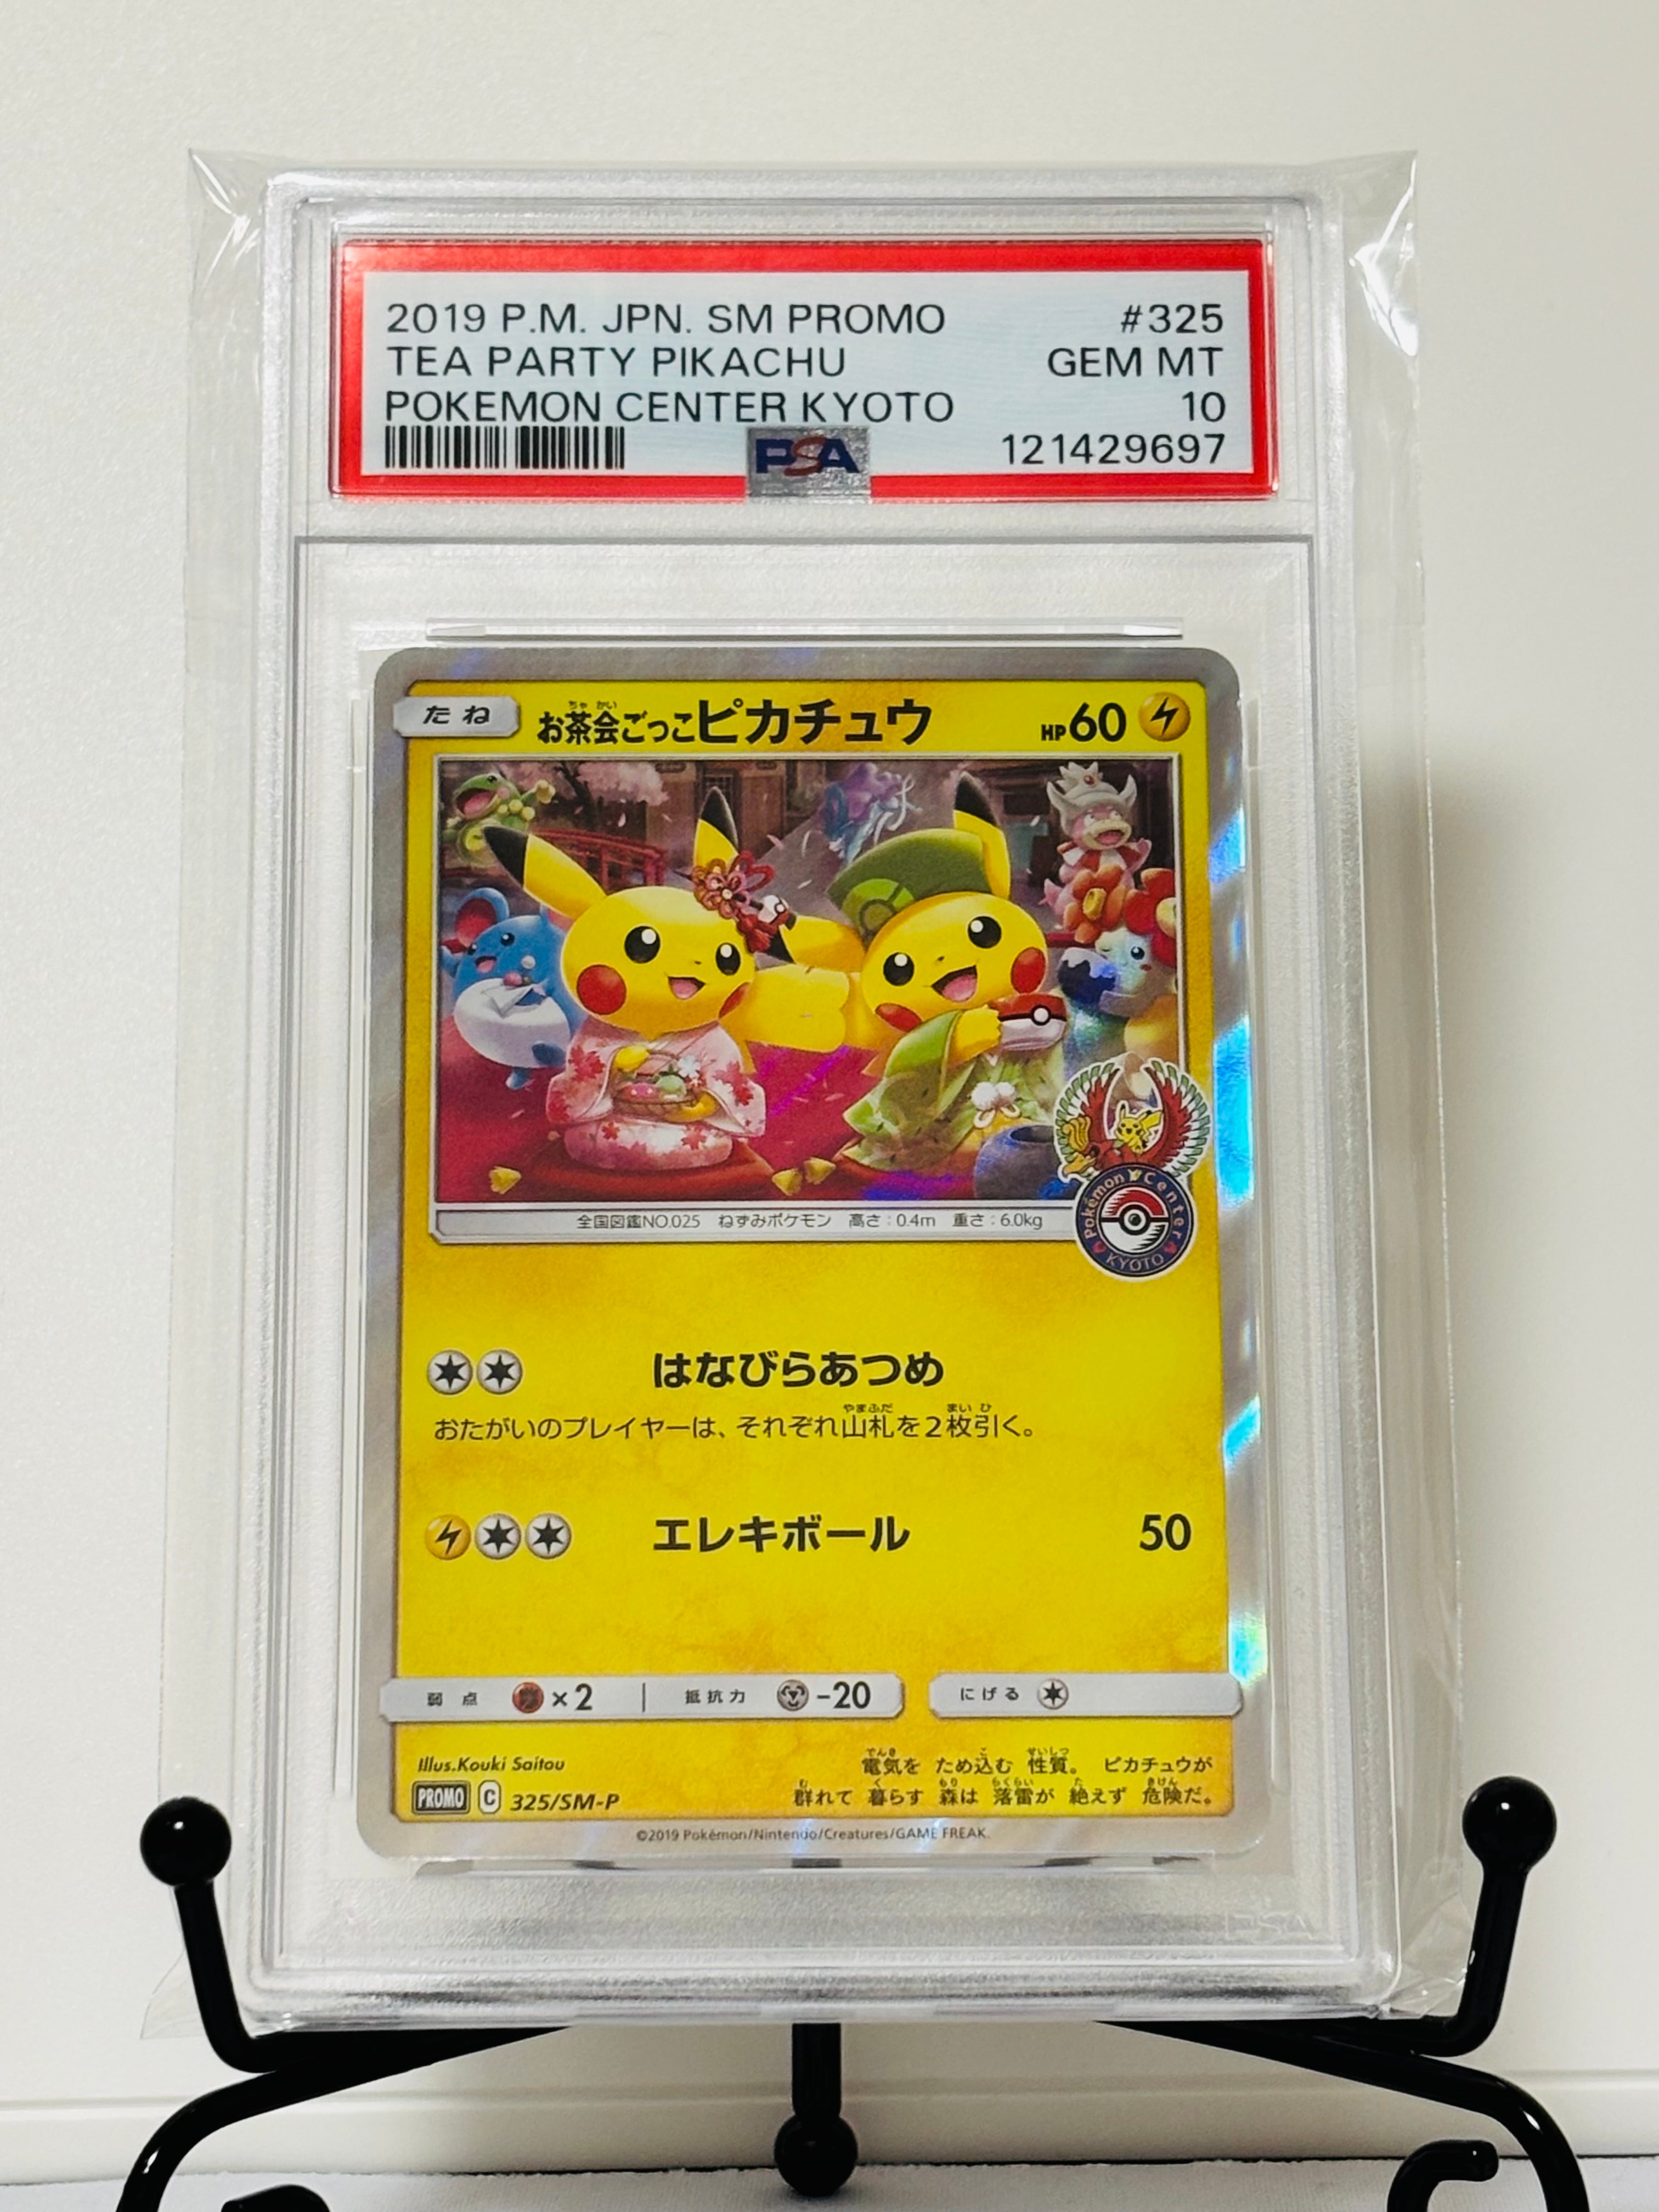 2019 P.M. JPN. SM PROMO #325
TEA PARTY PIKACHU GEM MT
POKEMON CENTER KYOTO 10
PSA 121429697
たね お茶会ごっこピカチュウ HP60
全国図鑑NO.025 ねずみポケモン 高さ:0.4m 重さ:6.0kg
Pokémon Center
KYOTO
はなびらあつめ
おたがいのプレイヤーは、それぞれ山札を2枚引く。
エレキボール 50
弱点 ×2 抵抗力 -20 にげる
Illus.Kouki Saitou
電気を ため込む 性質。 ピカチュウが
群れて 暮らす 森は 落雷が 絶えず 危険だ。
PROMO C 325/SM-P
©2019 Pokémon/Nintendo/Creatures/GAME FREAK.
PSA